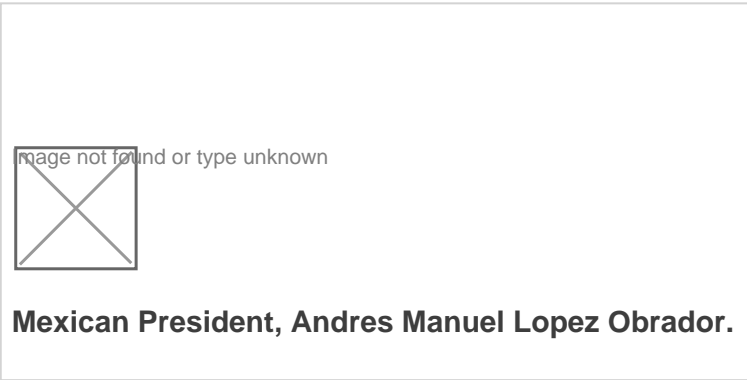 Image not found or type unknown
Mexican President, Andres Manuel Lopez Obrador.